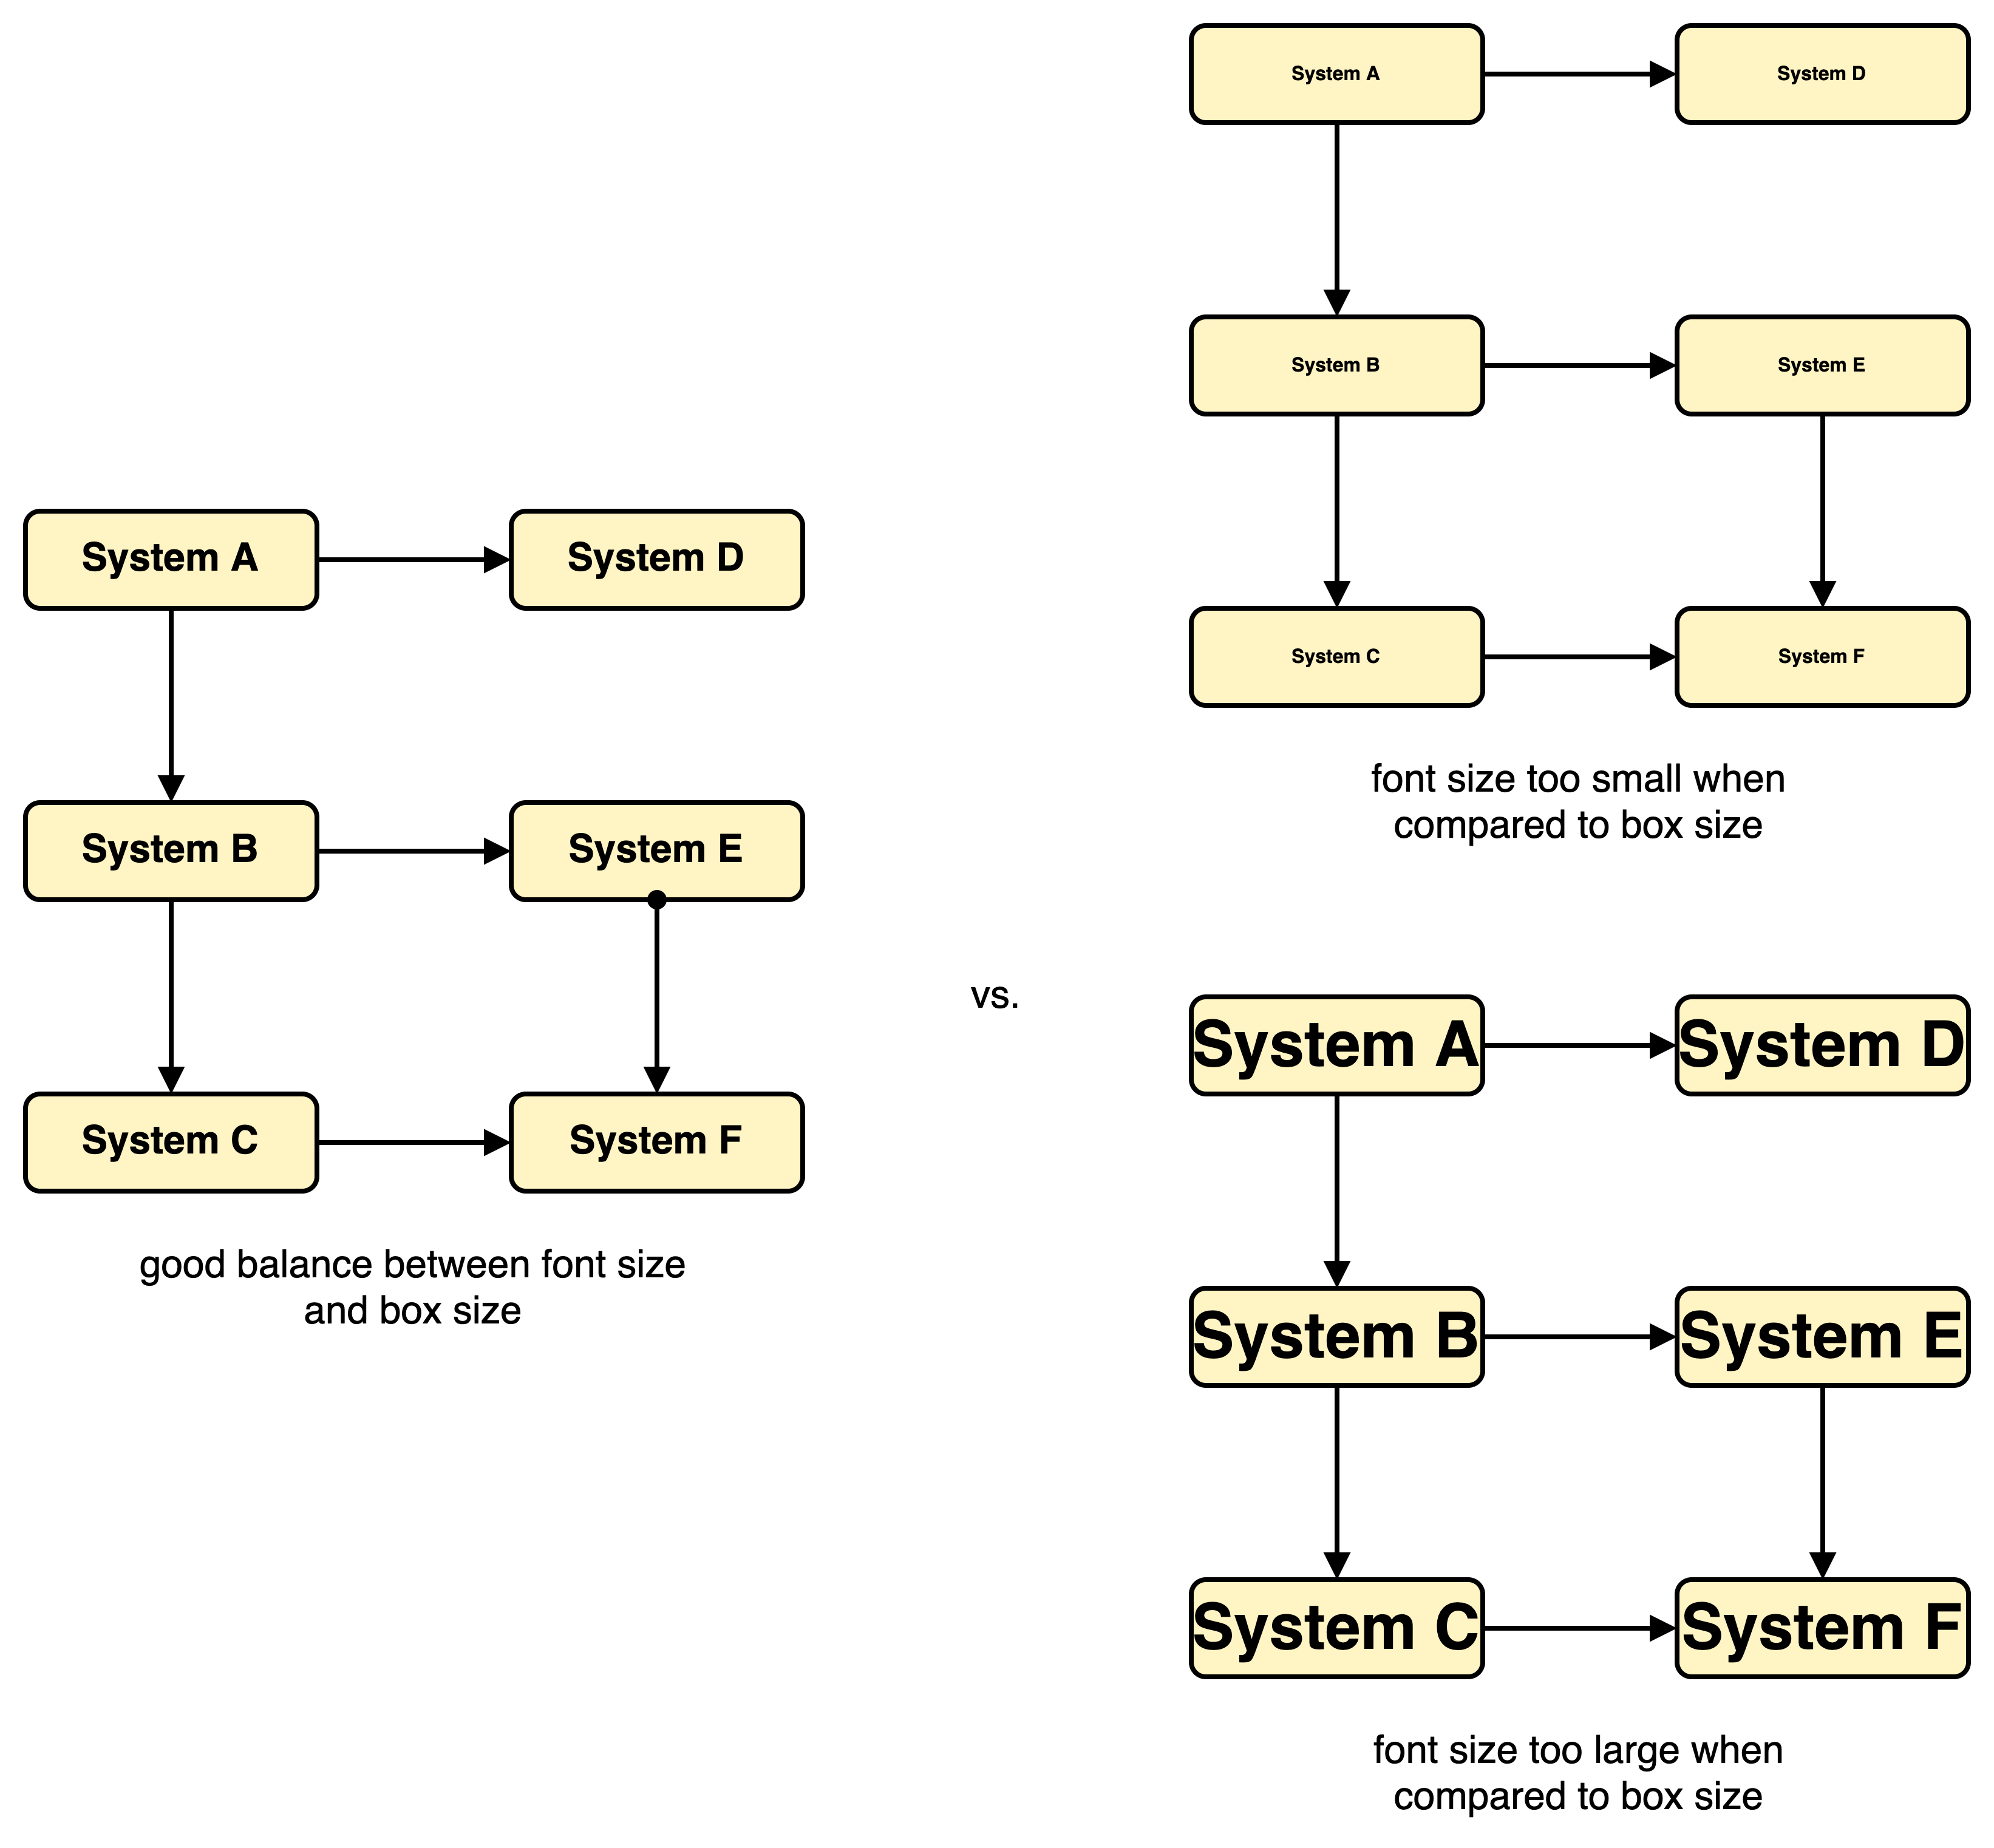 System A
System D
System B
System E
System C
System F
good balance between font size
and box size
vs.
System A
System D
System B
System E
System C
System F
font size too small when
compared to box size
System A
System D
System B
System E
System C
System F
font size too large when
compared to box size